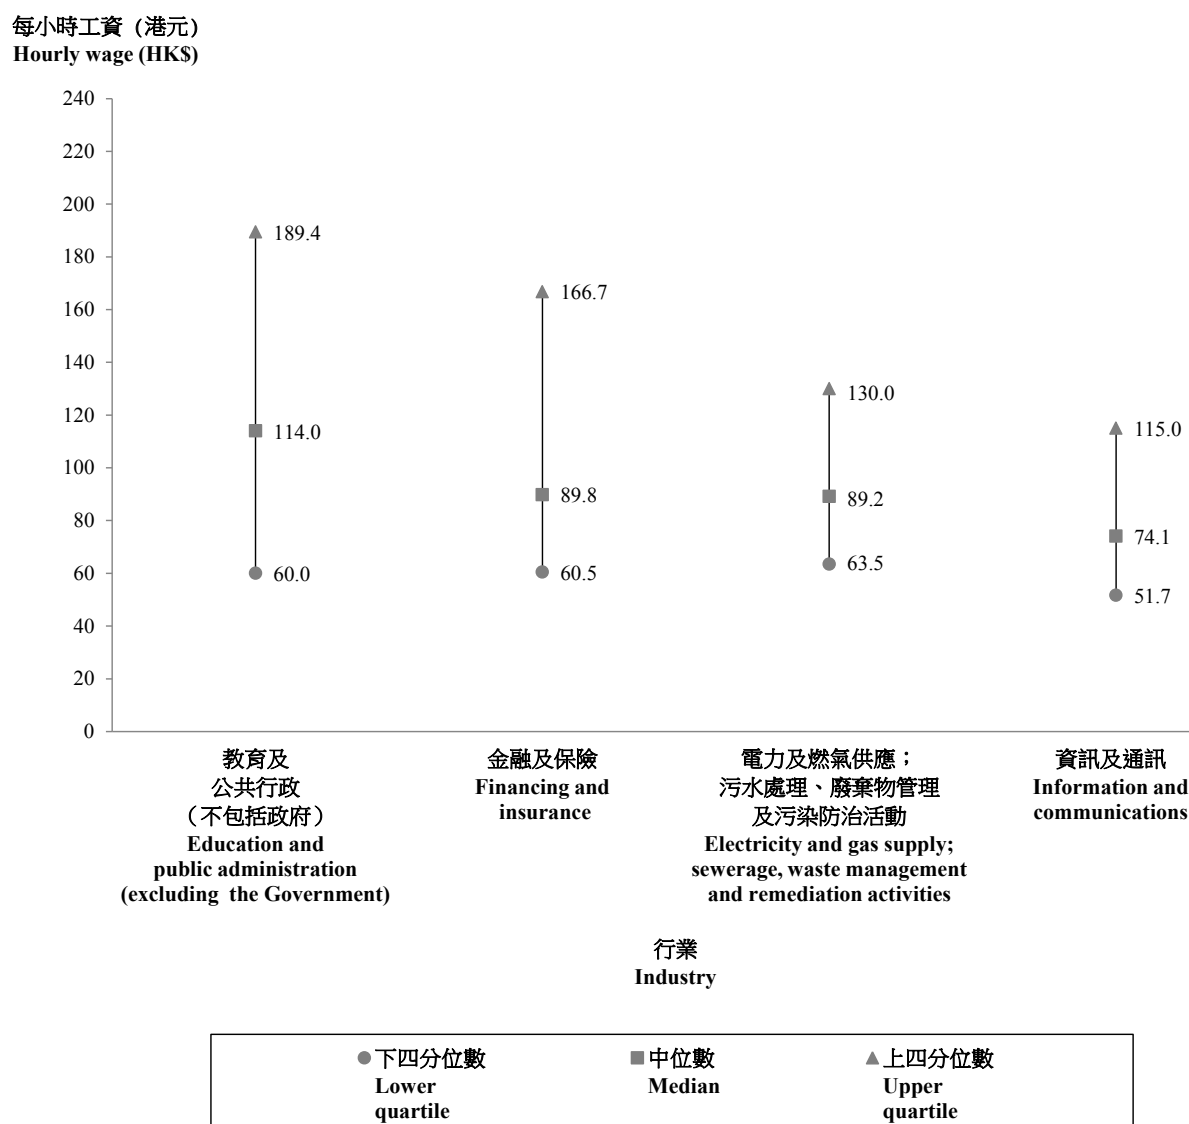 每小時工資 (港元)
Hourly wage (HK$)
240
220
200
180
160
140
120
100
80
60
40
20
0
189.4
114.0
60.0
166.7
89.8
60.5
130.0
89.2
63.5
115.0
74.1
51.7
教育及
公共行政
（不包括政府）
Education and
public administration
(excluding the Government)
金融及保險
Financing and
insurance
電力及燃氣供應；
污水處理、廢棄物管理
及污染防治活動
Electricity and gas supply;
sewerage, waste management
and remediation activities
資訊及通訊
Information and
communications
行業
Industry
下四分位數
Lower
quartile
中位數
Median
上四分位數
Upper
quartile